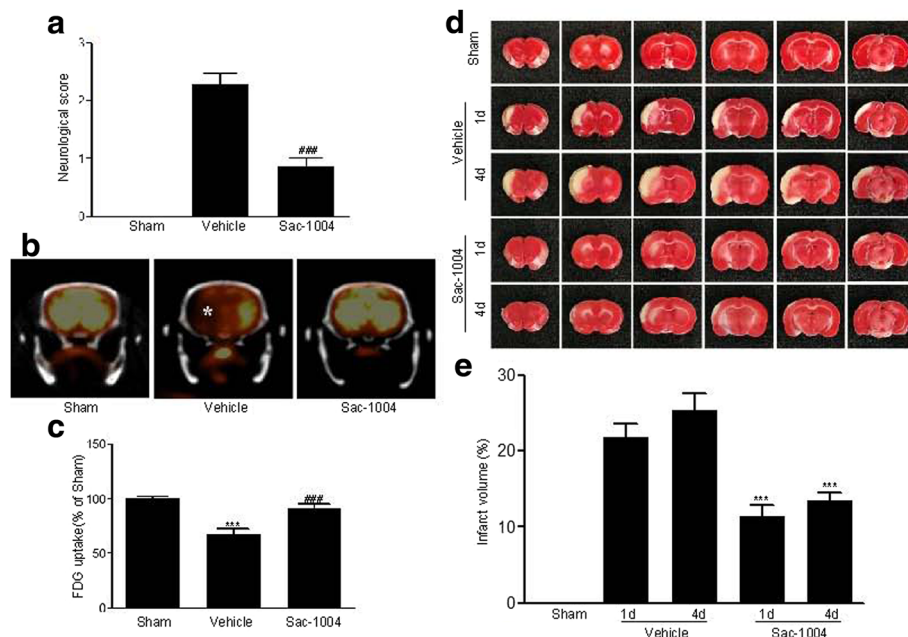 a
Neurological score
3
2
1
0
###
Sham
Vehicle
Sac-1004
b
*
Sham
Vehicle
Sac-1004
c
FDG uptake(% of Sham)
150
100
50
0
***
###
Sham
Vehicle
Sac-1004
d
Sham
Vehicle
1d
4d
Sac-1004
1d
4d
e
Infarct volume (%)
30
20
10
0
***
***
Sham
1d
4d
1d
4d
Vehicle
Sac-1004